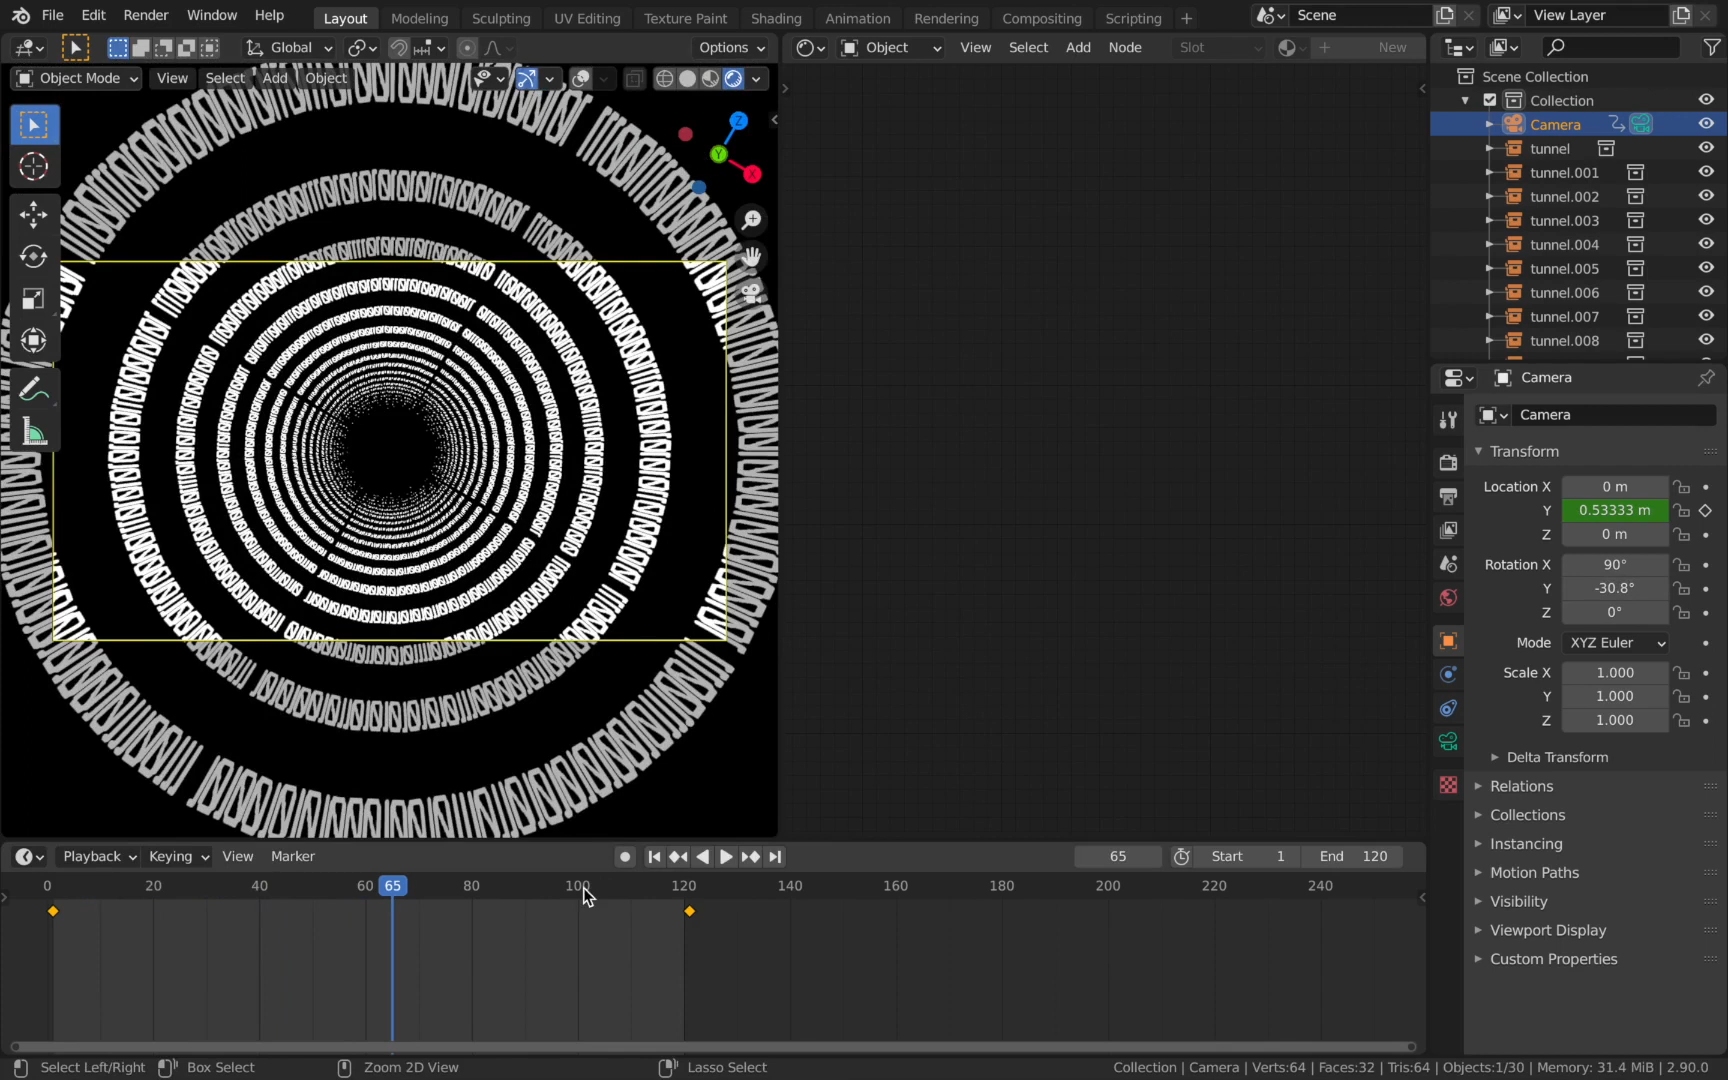 File Edit Render Window Help Layout Modeling Sculpting UV Editing Texture Paint Shading Animation Rendering Compositing Scripting + Scene View Layer
Global Options Object View Select Add Node Slot New
Object Mode View Select Add Object
Z
Y
X
Scene Collection
Collection
Camera
tunnel
tunnel.001
tunnel.002
tunnel.003
tunnel.004
tunnel.005
tunnel.006
tunnel.007
tunnel.008
Camera
Camera
Transform
Location X 0 m
Y 0.53333 m
Z 0 m
Rotation X 90°
Y -30.8°
Z 0°
Mode XYZ Euler
Scale X 1.000
Y 1.000
Z 1.000
Delta Transform
Relations
Collections
Instancing
Motion Paths
Visibility
Viewport Display
Custom Properties
Playback Keying View Marker 65 Start 1 End 120
0 20 40 60 65 80 100 120 140 160 180 200 220 240
Select Left/Right Box Select Zoom 2D View Lasso Select Collection | Camera | Verts:64 | Faces:32 | Tris:64 | Objects:1/30 | Memory: 31.4 MiB | 2.90.0